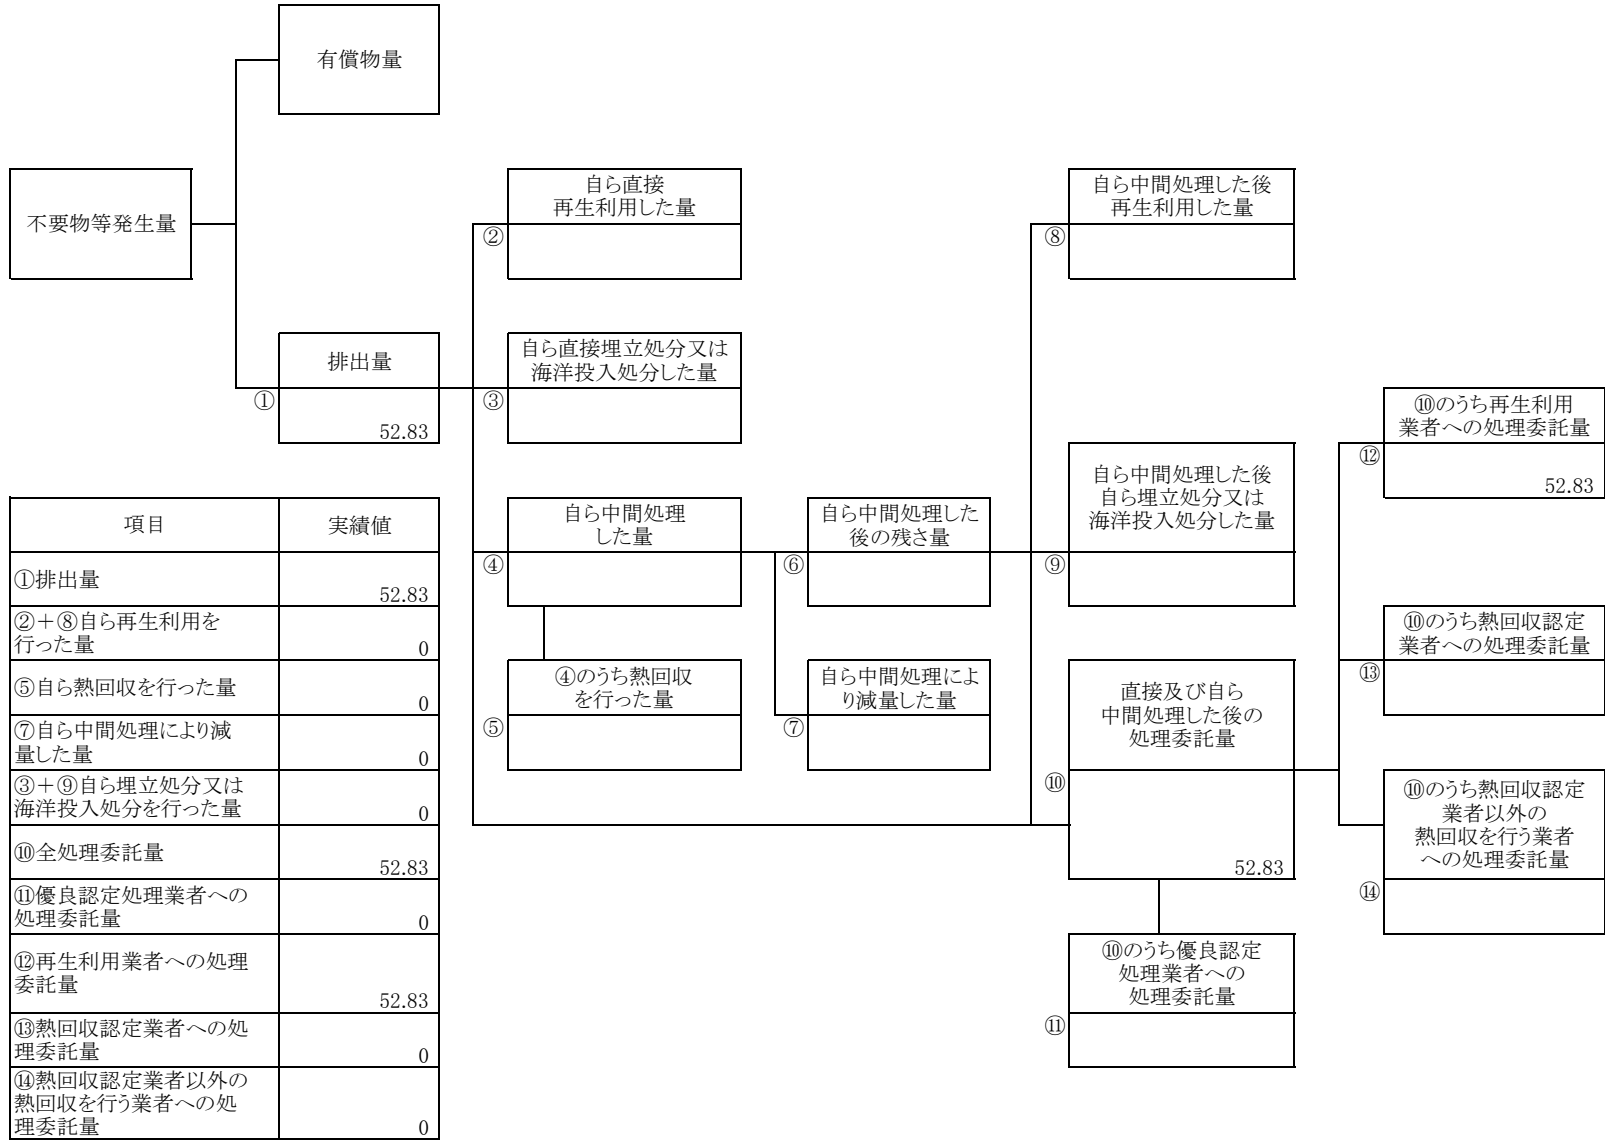 有償物量
不要物等発生量
自ら直接
再生利用した量
②
自ら中間処理した後
再生利用した量
⑧
排出量
①
52.83
自ら直接埋立処分又は
海洋投入処分した量
③
⑩のうち再生利用
業者への処理委託量
⑫
52.83
自ら中間処理した後
自ら埋立処分又は
海洋投入処分した量
⑨
自ら中間処理
した量
④
自ら中間処理した
後の残さ量
⑥
⑩のうち熱回収認定
業者への処理委託量
⑬
④のうち熱回収
を行った量
⑤
自ら中間処理によ
り減量した量
⑦
直接及び自ら
中間処理した後の
処理委託量
⑩
52.83
⑩のうち熱回収認定
業者以外の
熱回収を行う業者
への処理委託量
⑭
⑩のうち優良認定
処理業者への
処理委託量
⑪
項目
実績値
①排出量
52.83
②＋⑧自ら再生利用を
行った量
0
⑤自ら熱回収を行った量
0
⑦自ら中間処理により減
量した量
0
③＋⑨自ら埋立処分又は
海洋投入処分を行った量
0
⑩全処理委託量
52.83
⑪優良認定処理業者への
処理委託量
0
⑫再生利用業者への処理
委託量
52.83
⑬熱回収認定業者への処
理委託量
0
⑭熱回収認定業者以外の
熱回収を行う業者への処
理委託量
0